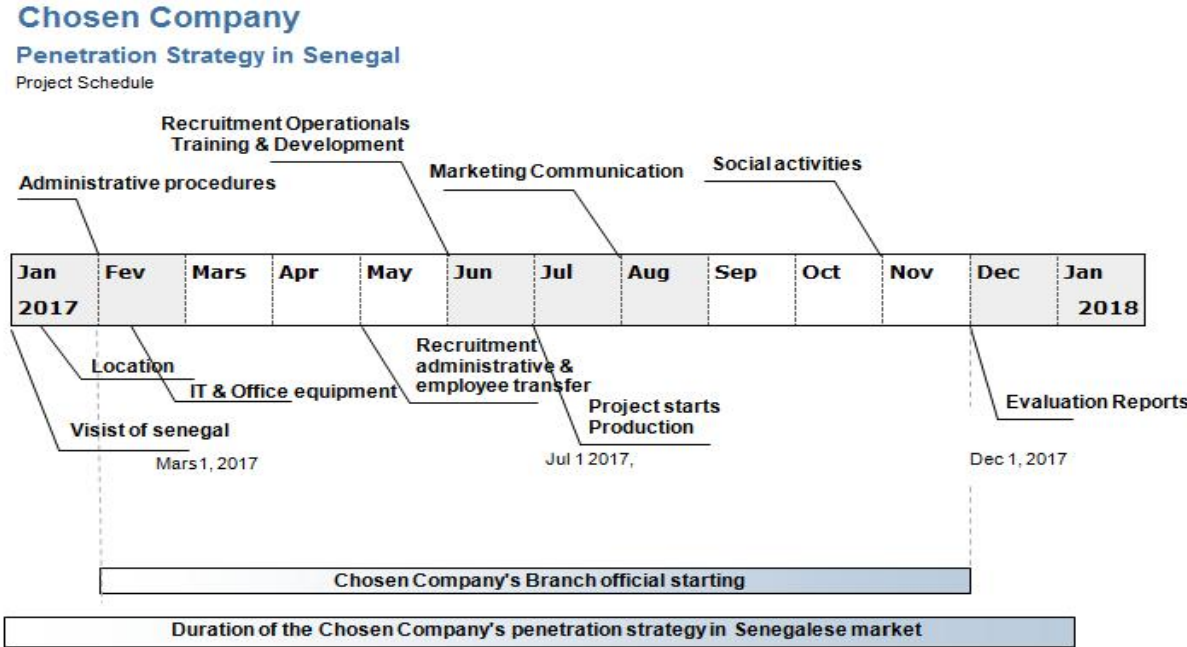 Chosen Company
Penetration Strategy in Senegal
Project Schedule
Recruitment Operationals
Training & Development
Administrative procedures
Marketing Communication
Social activities
Jan Fev Mars Apr May Jun Jul Aug Sep Oct Nov Dec Jan
2017 2018
Location
IT & Office equipment
Visist of senegal
Mars 1, 2017
Recruitment
administrative &
employee transfer
Project starts
Production
Jul 1 2017,
Evaluation Reports
Dec 1, 2017
Chosen Company's Branch official starting
Duration of the Chosen Company's penetration strategy in Senegalese market